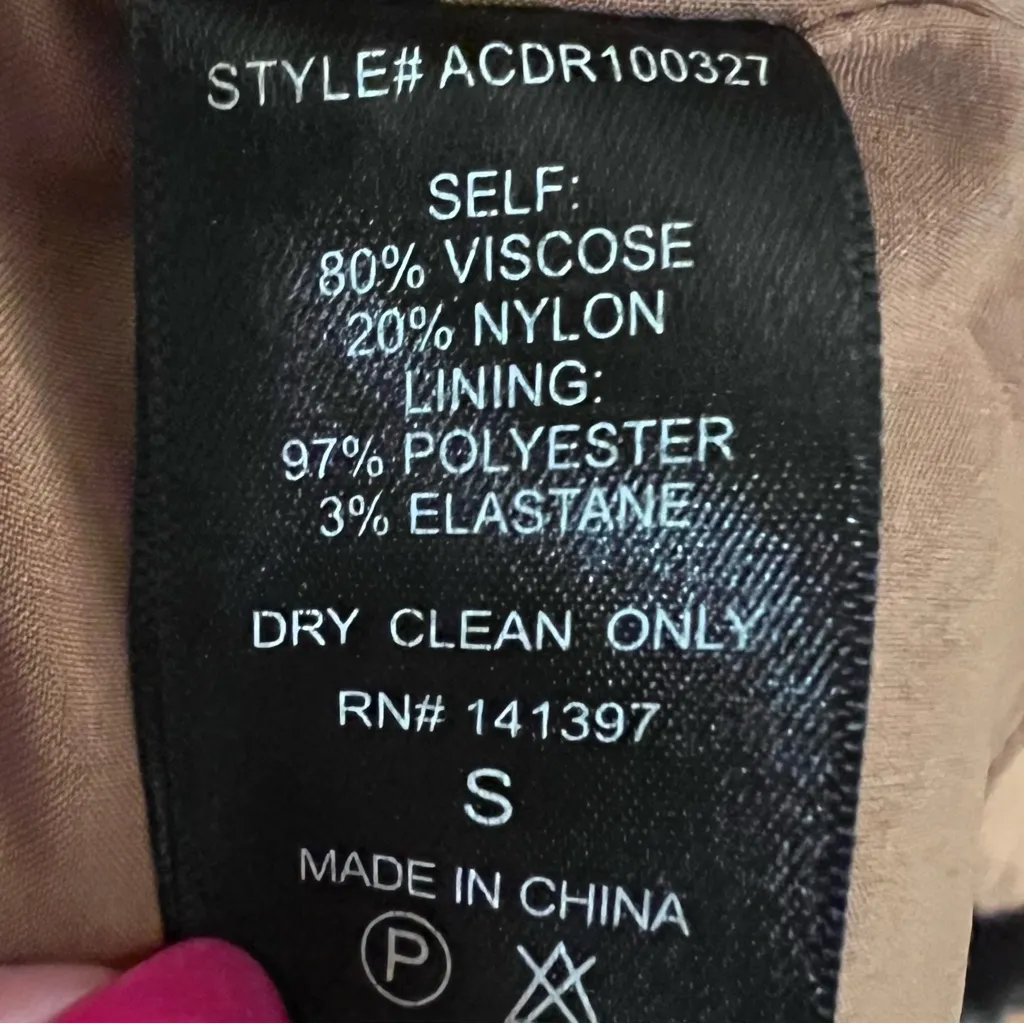 STYLE# ACDR100327
SELF:
80% VISCOSE
20% NYLON
LINING:
97% POLYESTER
3% ELASTANE
DRY CLEAN ONLY
RN# 141397
S
MADE IN CHINA
P